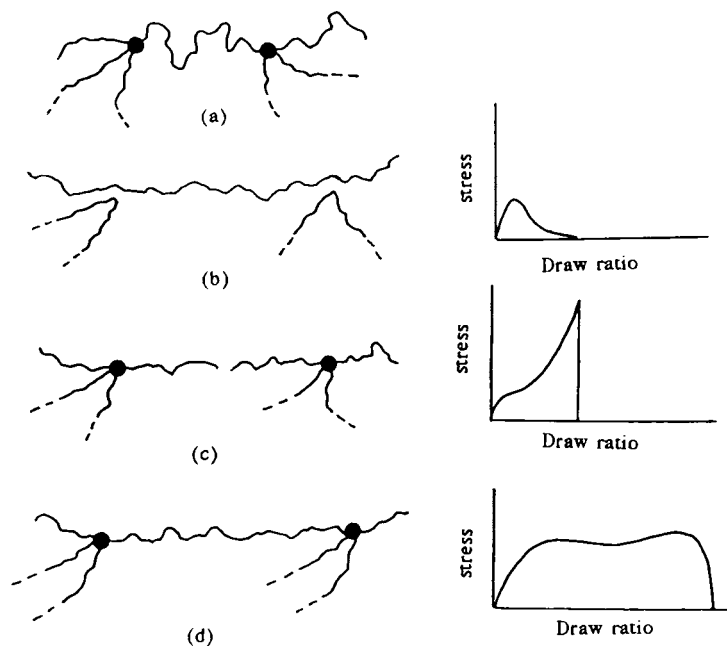 (a)
stress
Draw ratio
(b)
stress
Draw ratio
(c)
stress
Draw ratio
(d)